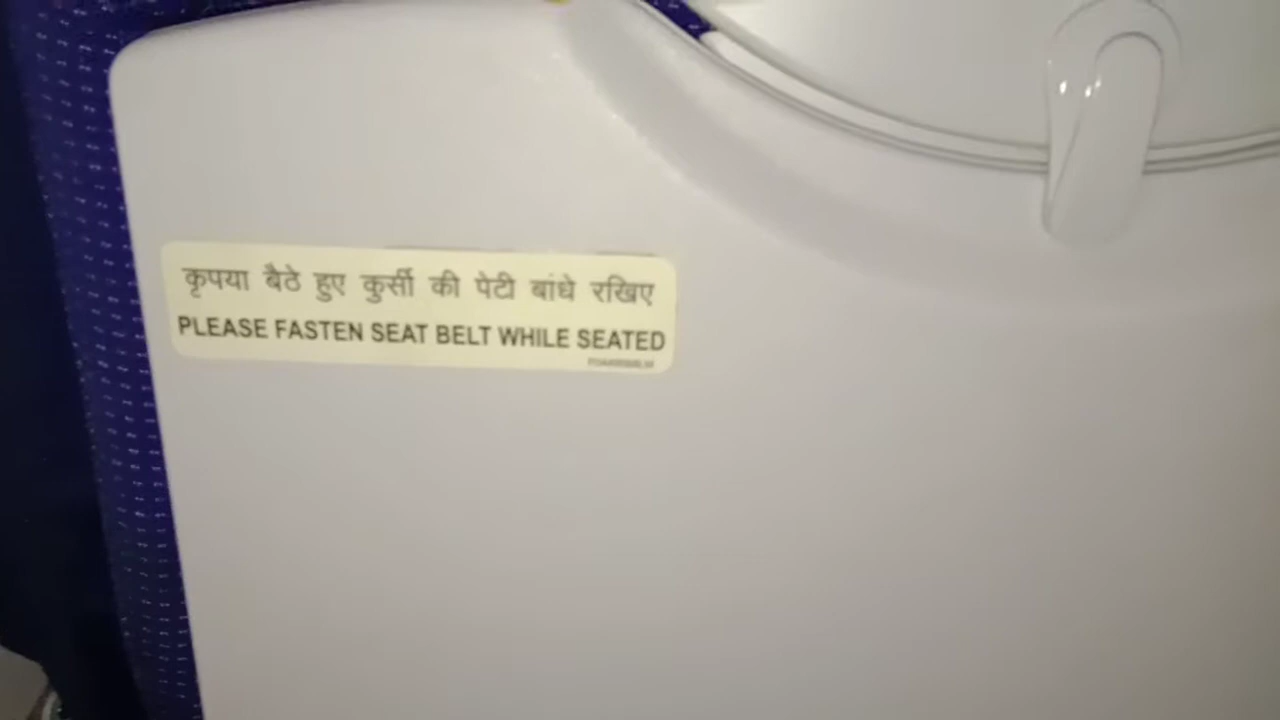 कृपया बैठे हुए कुर्सी की पेटी बांधे रखिए
PLEASE FASTEN SEAT BELT WHILE SEATED